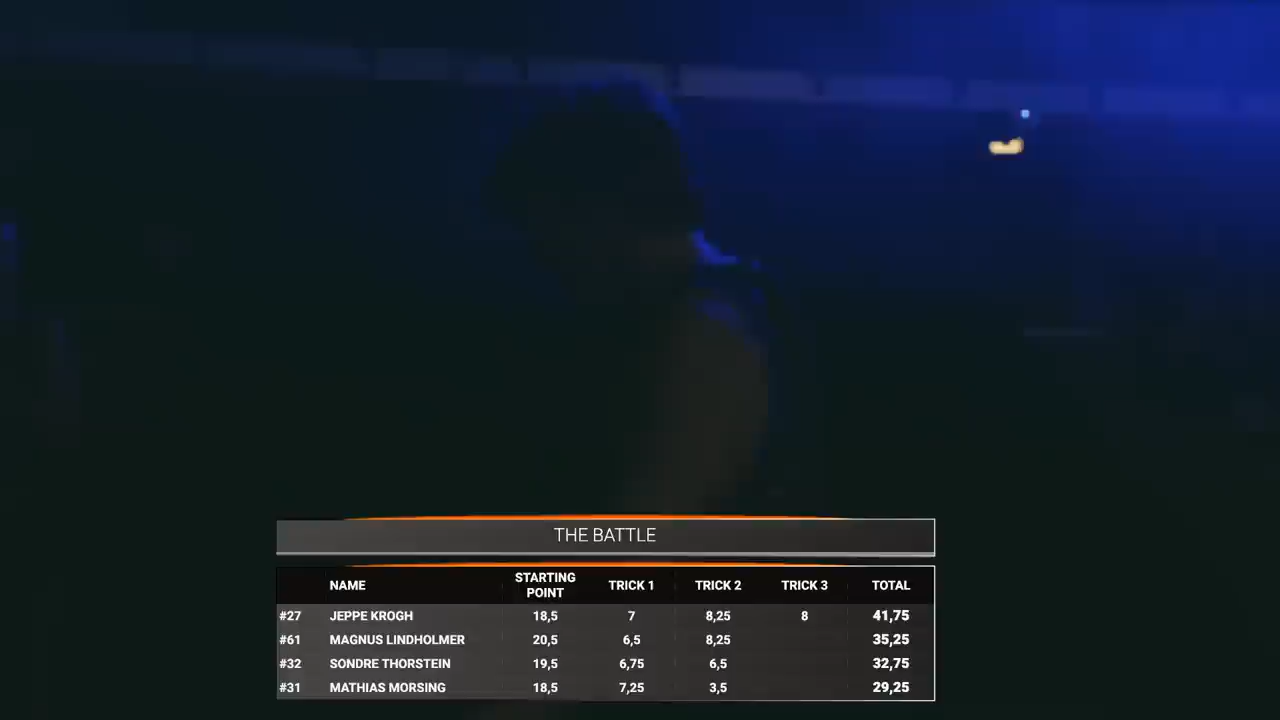 THE BATTLE
NAME STARTING POINT TRICK 1 TRICK 2 TRICK 3 TOTAL
#27 JEPPE KROGH 18,5 7 8,25 8 41,75
#61 MAGNUS LINDHOLMER 20,5 6,5 8,25 35,25
#32 SONDRE THORSTEIN 19,5 6,75 6,5 32,75
#31 MATHIAS MORSING 18,5 7,25 3,5 29,25